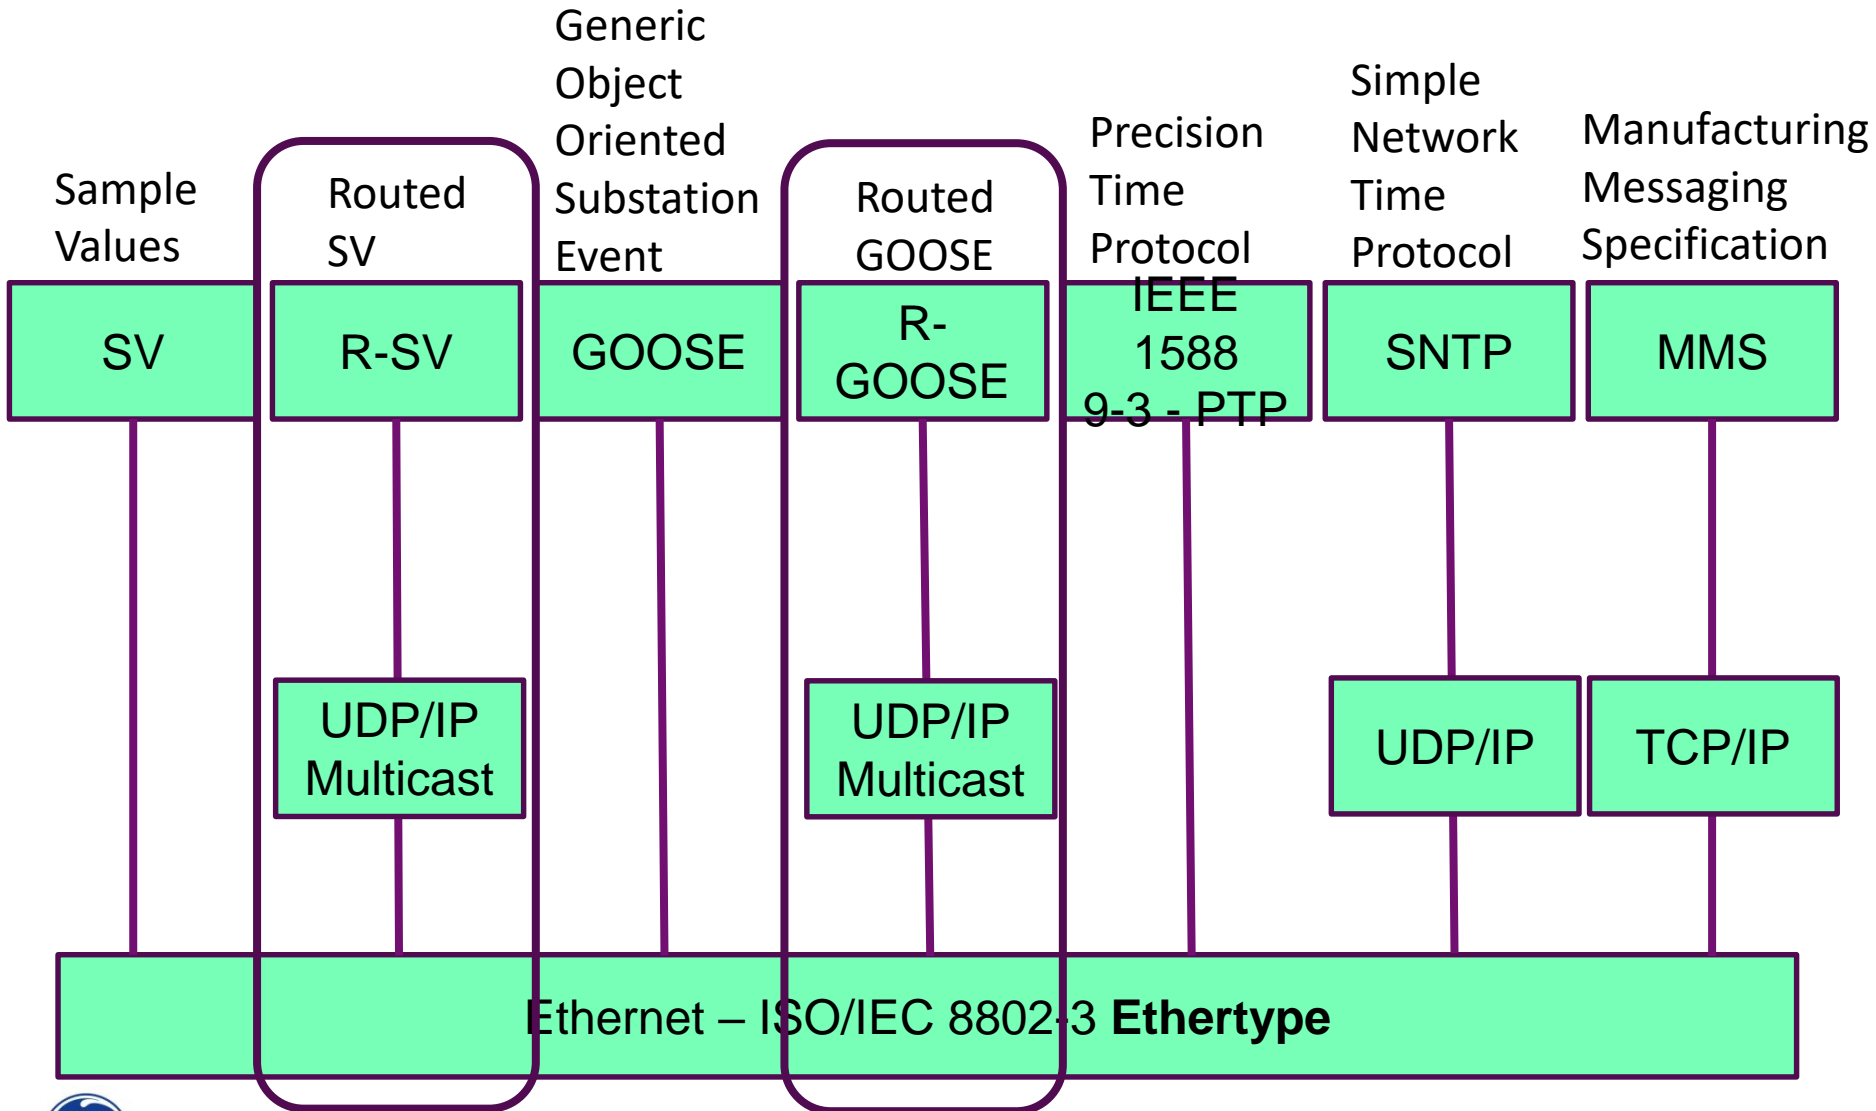 Sample
Values
Routed
SV
Generic
Object
Oriented
Substation
Event
Routed
GOOSE
Precision
Time
Protocol
Simple
Network
Time
Protocol
Manufacturing
Messaging
Specification
SV
R-SV
GOOSE
R-
GOOSE
IEEE
1588
9-3 - PTP
SNTP
MMS
UDP/IP
Multicast
UDP/IP
Multicast
UDP/IP
TCP/IP
Ethernet – ISO/IEC 8802-3 Ethertype